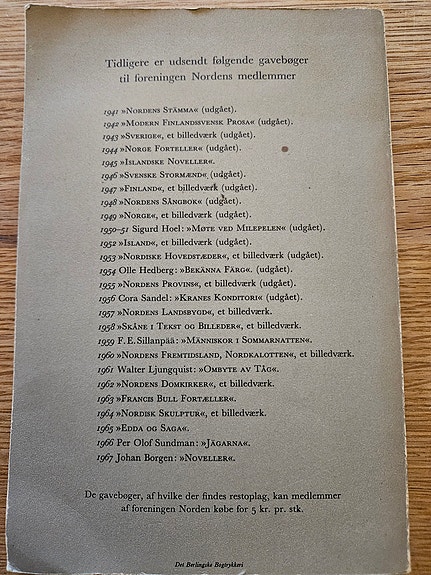 Tidligere er udsendt følgende gavebøger
til foreningen Nordens medlemmer
1941 »Nordens Stämma« (udgået).
1942 »Modern Finlandssvensk Prosa« (udgået).
1943 »Sverige«, et billedværk (udgået).
1944 »Norge Forteller« (udgået).
1945 »Islandske Noveller«.
1946 »Svenske Stormænd« (udgået).
1947 »Finland«, et billedværk (udgået).
1948 »Nordens Sångbok« (udgået).
1949 »Norge«, et billedværk (udgået).
1950–51 Sigurd Hoel: »Møte ved Milepelen« (udgået).
1952 »Island«, et billedværk (udgået).
1953 »Nordiske Hovedstæder«, et billedværk (udgået).
1954 Olle Hedberg: »Bekänna Färg«. (udgået).
1955 »Nordens Provins«, et billedværk (udgået).
1956 Cora Sandel: »Kranes Konditori« (udgået).
1957 »Nordens Landsbygd«, et billedværk.
1958 »Skåne i Tekst og Billeder«, et billedværk.
1959 F. E. Sillanpää: »Människor i Sommarnatten«.
1960 »Nordens Fremtidsland, Nordkalotten«, et billedværk.
1961 Walter Ljungquist: »Ombyte av Tåg«.
1962 »Nordens Domkirker«, et billedværk.
1963 »Francis Bull Fortæller«.
1964 »Nordisk Skulptur«, et billedværk.
1965 »Edda og Saga«.
1966 Per Olof Sundman: »Jägarna«.
1967 Johan Borgen: »Noveller«.
De gavebøger, af hvilke der findes restoplag, kan medlemmer
af foreningen Norden købe for 5 kr. pr. stk.
Det Berlingske Bogtrykkeri